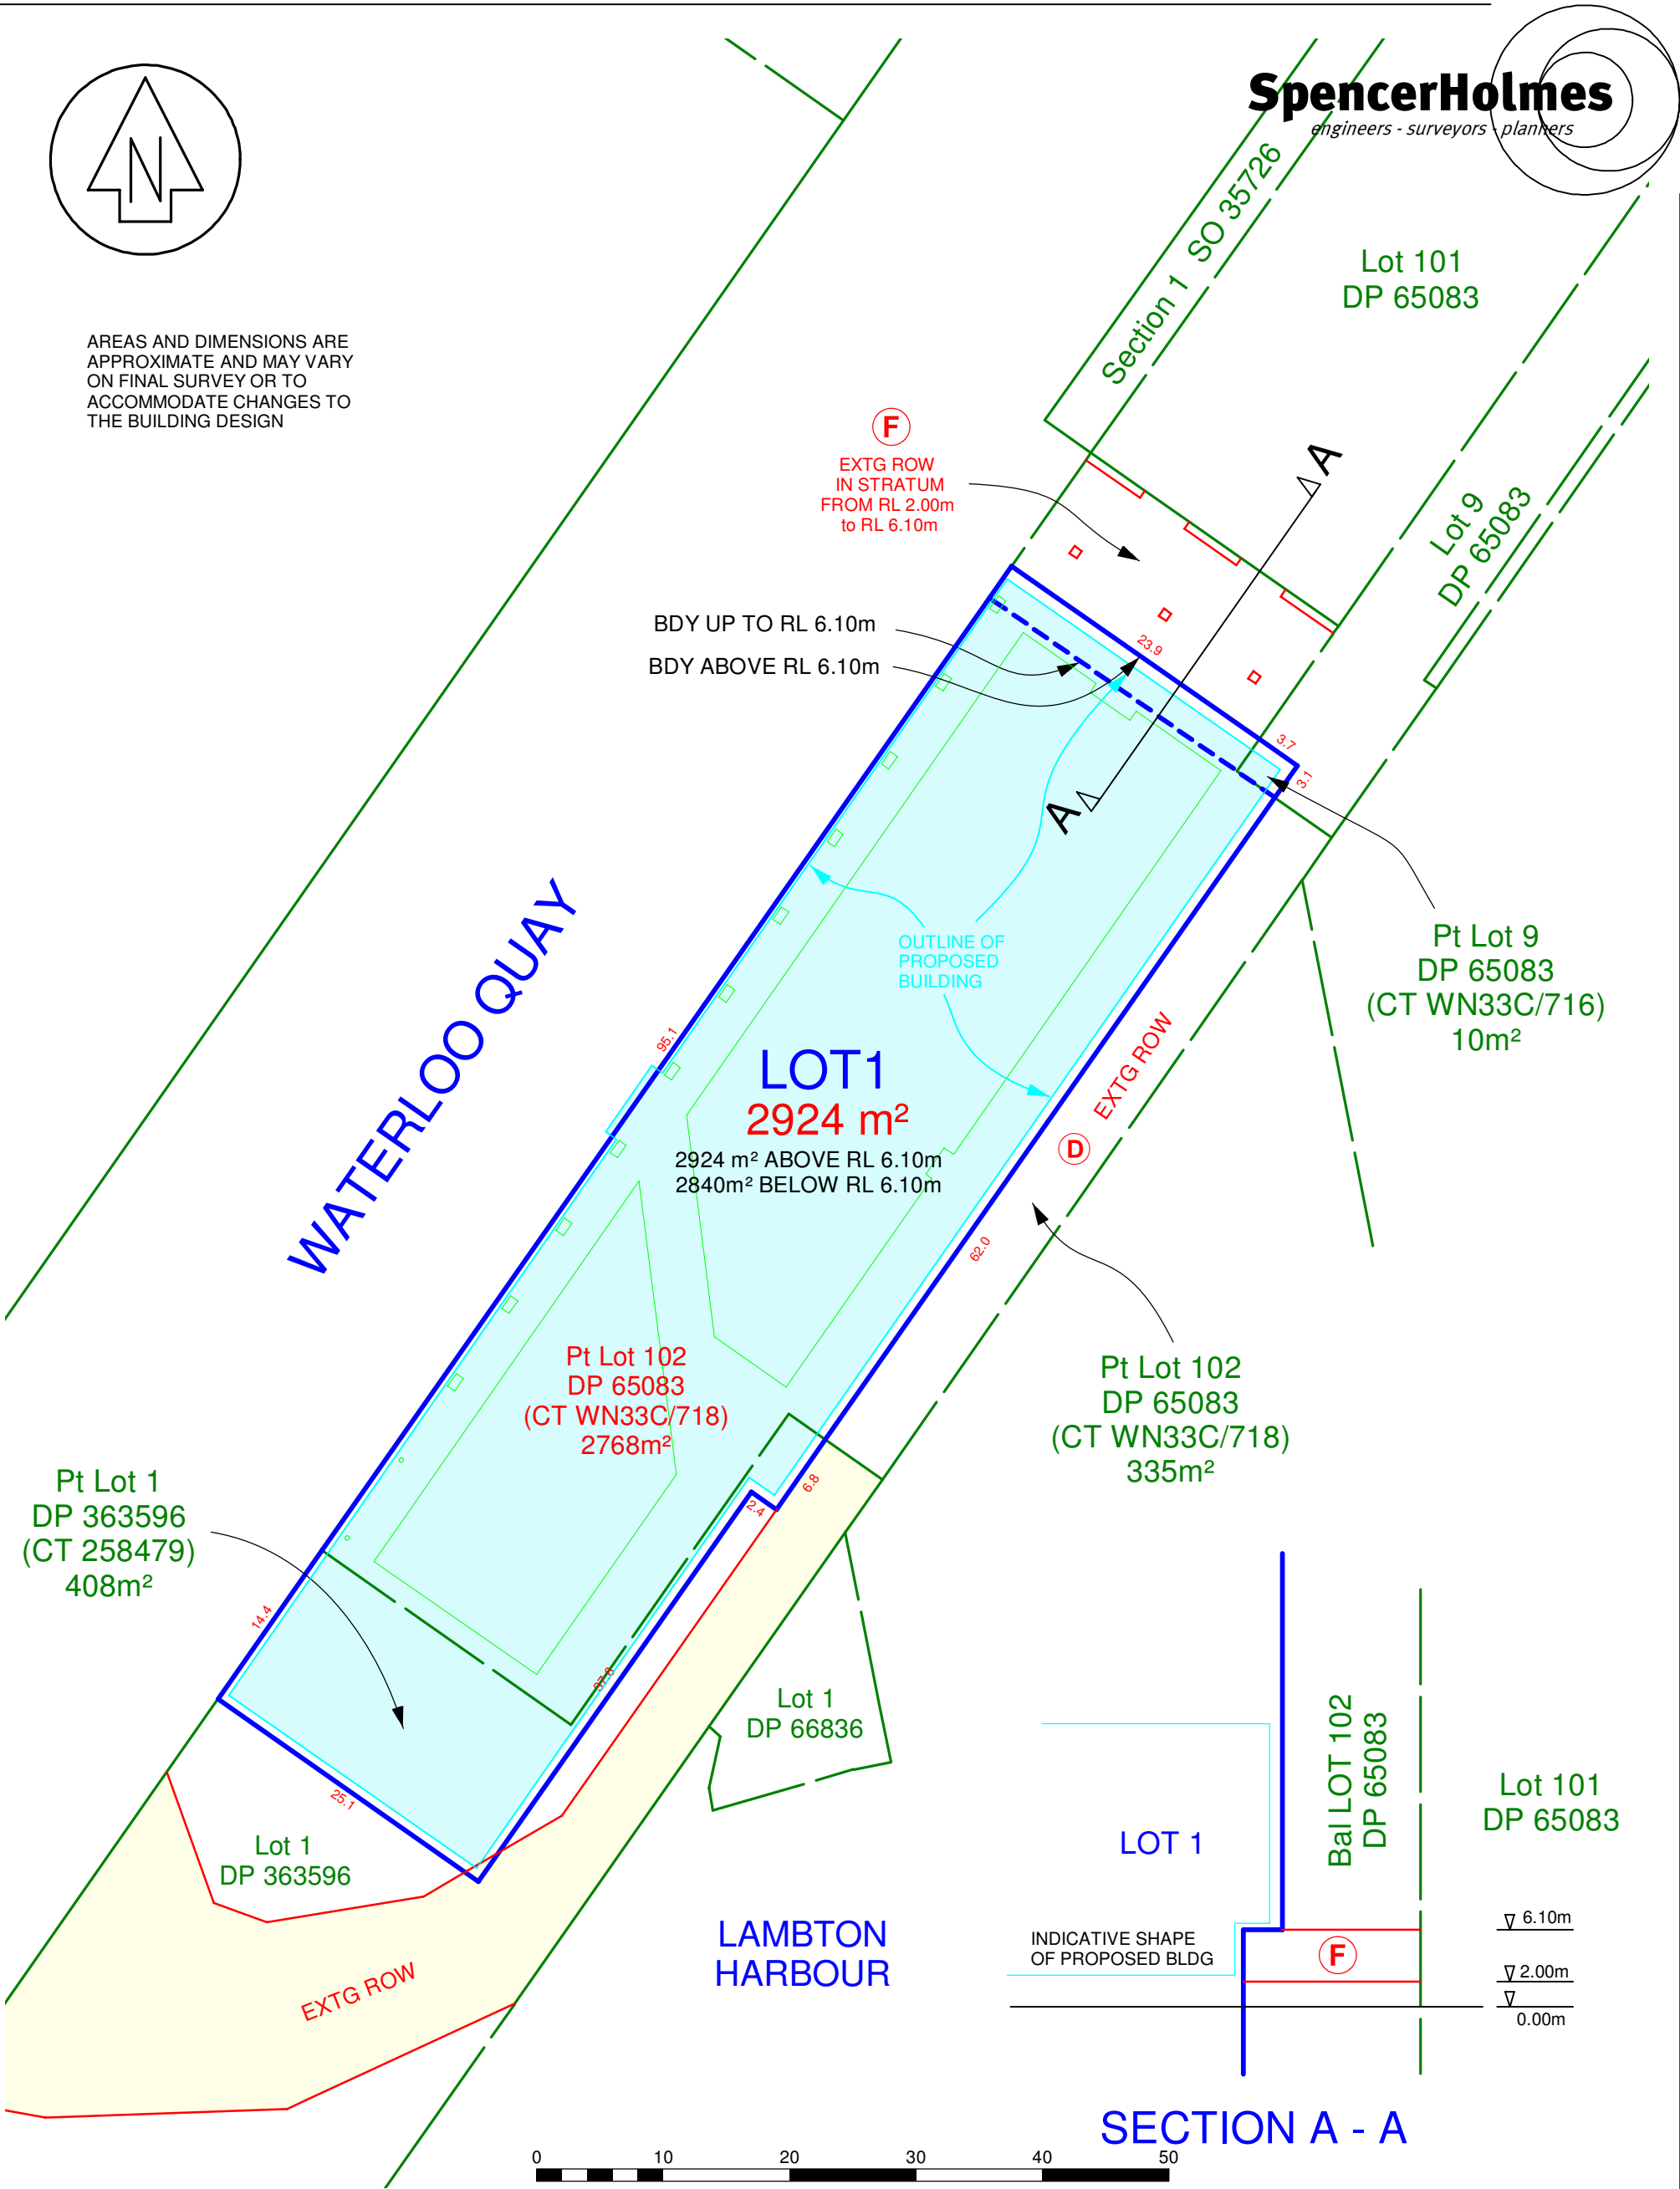 SpencerHolmes
engineers - surveyors - planners
N
AREAS AND DIMENSIONS ARE
APPROXIMATE AND MAY VARY
ON FINAL SURVEY OR TO
ACCOMMODATE CHANGES TO
THE BUILDING DESIGN
Section 1 SO 35726
Lot 101
DP 65083
F
EXTG ROW
IN STRATUM
FROM RL 2.00m
to RL 6.10m
A
Lot 9
DP 65083
BDY UP TO RL 6.10m
BDY ABOVE RL 6.10m
23.9
3.7
3.1
A
OUTLINE OF
PROPOSED
BUILDING
Pt Lot 9
DP 65083
(CT WN33C/716)
10m²
WATERLOO QUAY
95.1
LOT1
2924 m²
2924 m² ABOVE RL 6.10m
2840m² BELOW RL 6.10m
D
EXTG ROW
62.0
Pt Lot 102
DP 65083
(CT WN33C/718)
2768m²
Pt Lot 102
DP 65083
(CT WN33C/718)
335m²
Pt Lot 1
DP 363596
(CT 258479)
408m²
6.8
2.4
14.4
37.6
25.1
Lot 1
DP 66836
Lot 1
DP 363596
EXTG ROW
LAMBTON
HARBOUR
LOT 1
Bal LOT 102
DP 65083
Lot 101
DP 65083
INDICATIVE SHAPE
OF PROPOSED BLDG
F
6.10m
2.00m
0.00m
SECTION A - A
0 10 20 30 40 50